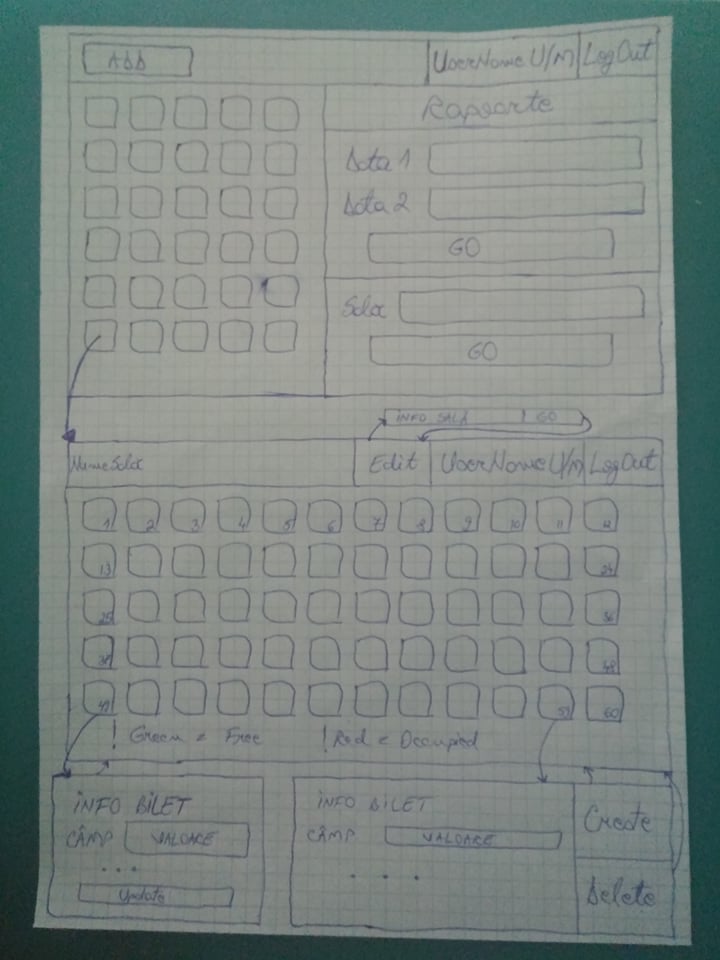 ADD UserName U/M LogOut
Rapoarte
Data 1
Data 2
GO
Sala
GO
INFO SALA GO
NumeSala Edit UserName U/M LogOut
1 2 3 4 5 6 7 8 9 10 11 12
13 24
25 36
37 48
49 59 60
! Green = Free ! Red = Occupied
INFO BILET
CÂMP VALOARE
...
Update
INFO BILET
CÂMP VALOARE
...
Create
Delete